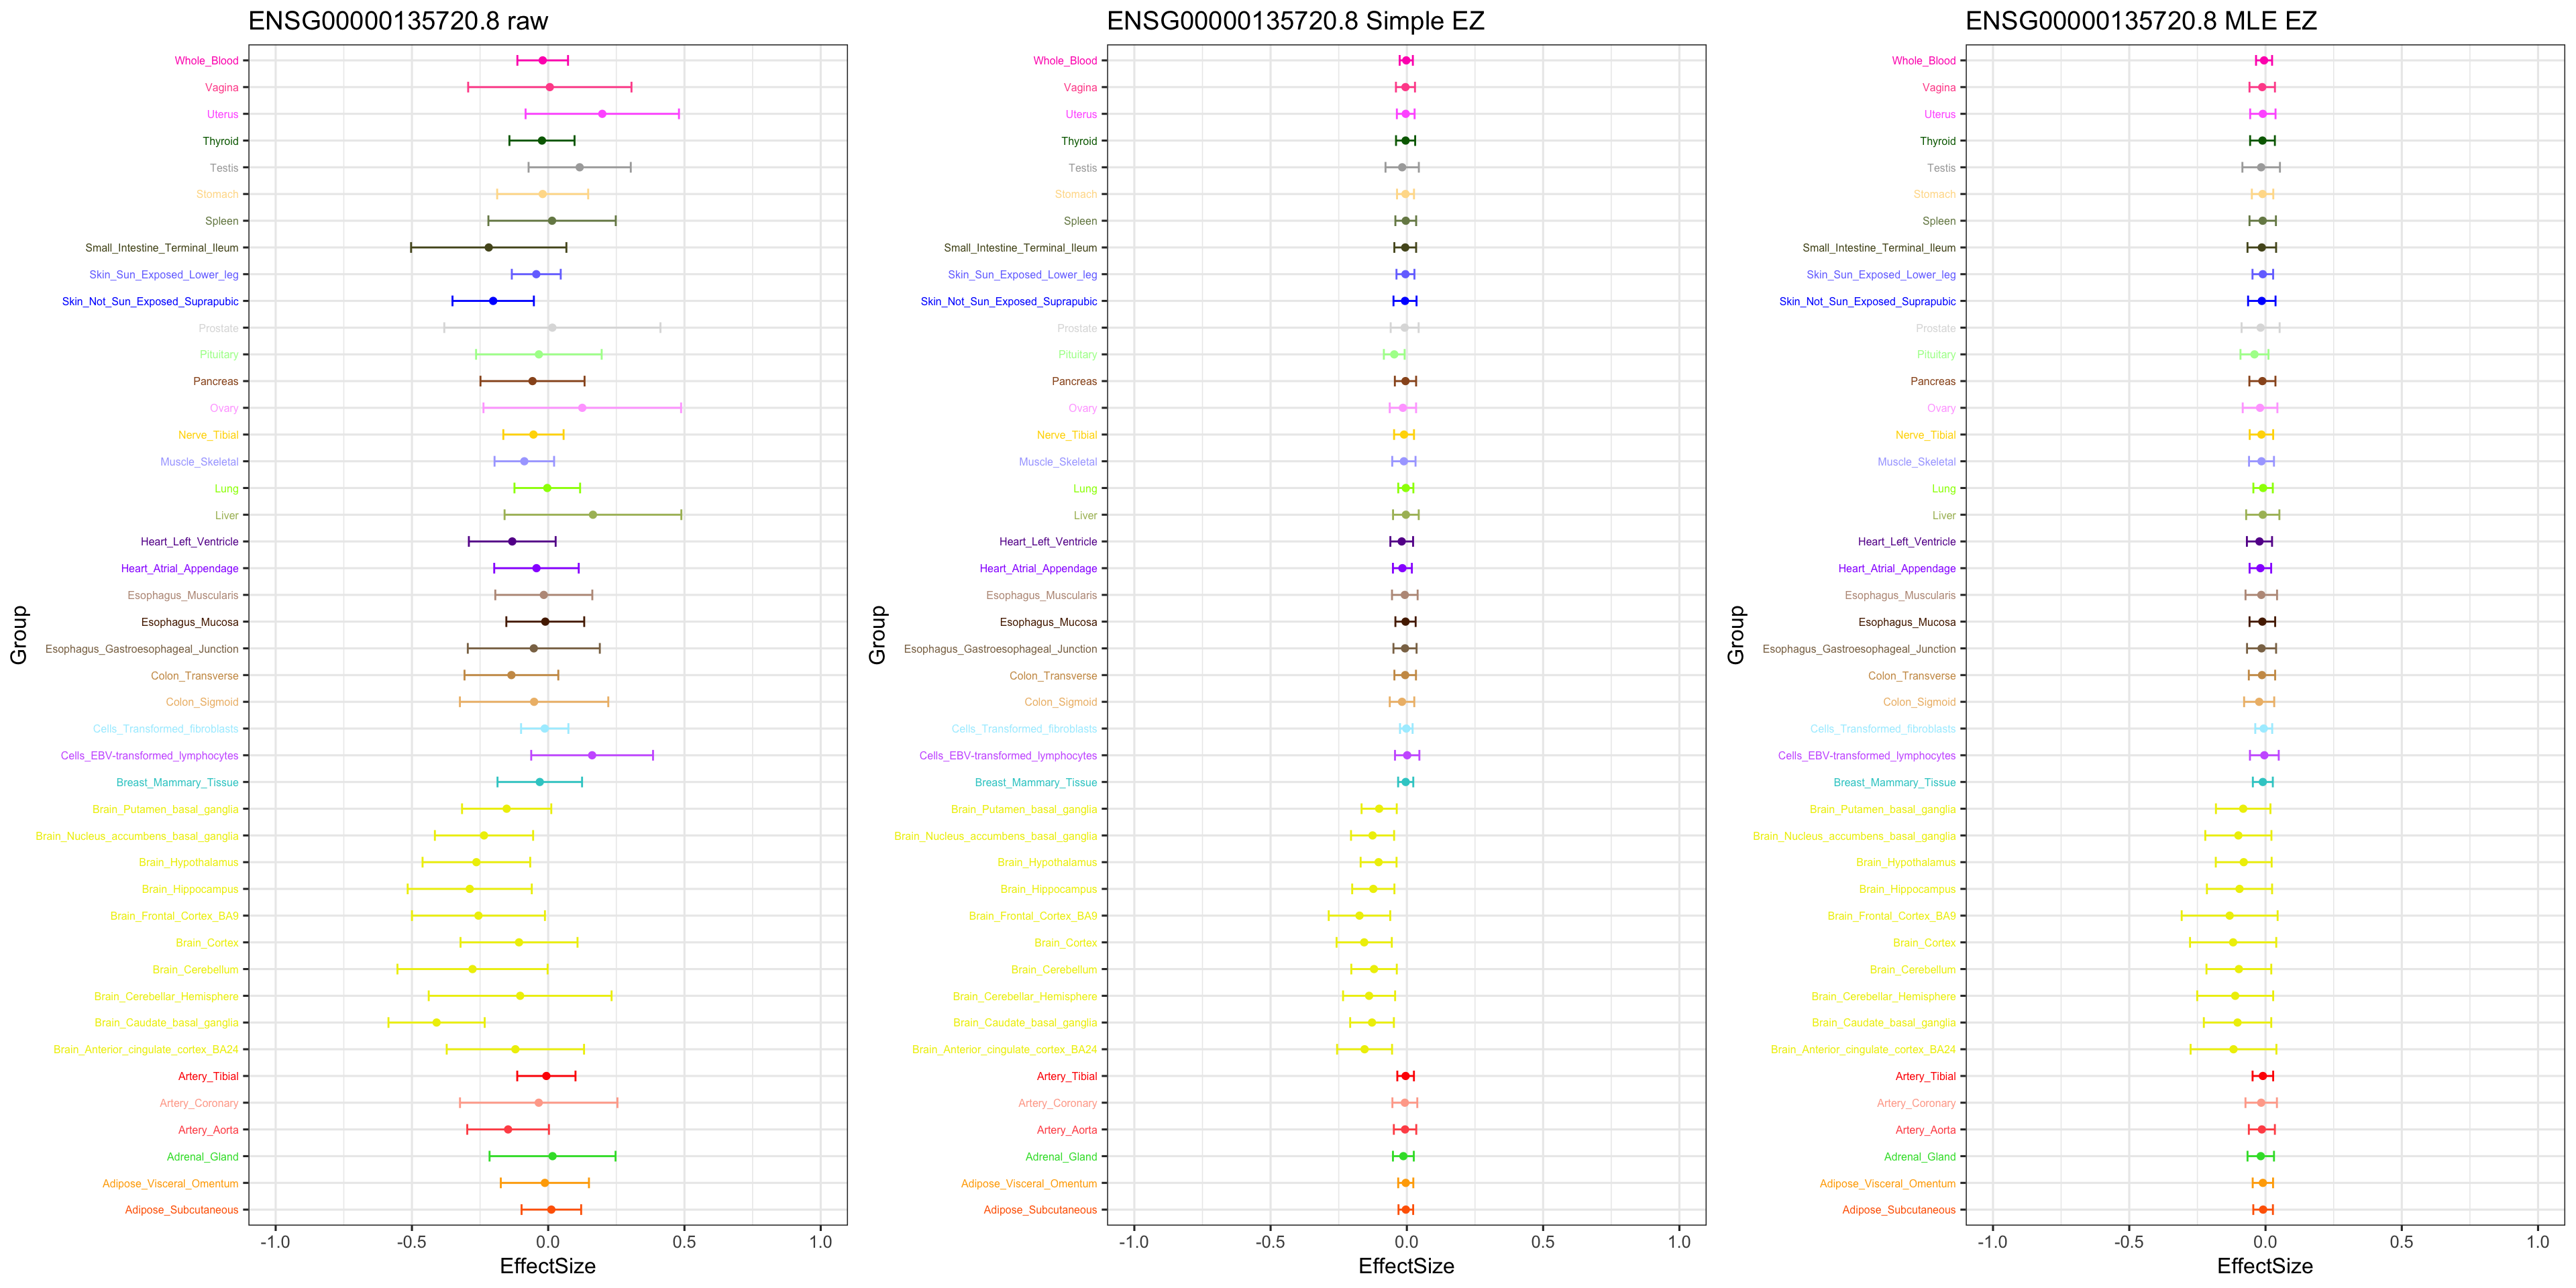 ENSG00000135720.8 raw
Group
Whole_Blood
Vagina
Uterus
Thyroid
Testis
Stomach
Spleen
Small_Intestine_Terminal_Ileum
Skin_Sun_Exposed_Lower_leg
Skin_Not_Sun_Exposed_Suprapubic
Prostate
Pituitary
Pancreas
Ovary
Nerve_Tibial
Muscle_Skeletal
Lung
Liver
Heart_Left_Ventricle
Heart_Atrial_Appendage
Esophagus_Muscularis
Esophagus_Mucosa
Esophagus_Gastroesophageal_Junction
Colon_Transverse
Colon_Sigmoid
Cells_Transformed_fibroblasts
Cells_EBV-transformed_lymphocytes
Breast_Mammary_Tissue
Brain_Putamen_basal_ganglia
Brain_Nucleus_accumbens_basal_ganglia
Brain_Hypothalamus
Brain_Hippocampus
Brain_Frontal_Cortex_BA9
Brain_Cortex
Brain_Cerebellum
Brain_Cerebellar_Hemisphere
Brain_Caudate_basal_ganglia
Brain_Anterior_cingulate_cortex_BA24
Artery_Tibial
Artery_Coronary
Artery_Aorta
Adrenal_Gland
Adipose_Visceral_Omentum
Adipose_Subcutaneous
-1.0 -0.5 0.0 0.5 1.0
EffectSize
ENSG00000135720.8 Simple EZ
Group
Whole_Blood
Vagina
Uterus
Thyroid
Testis
Stomach
Spleen
Small_Intestine_Terminal_Ileum
Skin_Sun_Exposed_Lower_leg
Skin_Not_Sun_Exposed_Suprapubic
Prostate
Pituitary
Pancreas
Ovary
Nerve_Tibial
Muscle_Skeletal
Lung
Liver
Heart_Left_Ventricle
Heart_Atrial_Appendage
Esophagus_Muscularis
Esophagus_Mucosa
Esophagus_Gastroesophageal_Junction
Colon_Transverse
Colon_Sigmoid
Cells_Transformed_fibroblasts
Cells_EBV-transformed_lymphocytes
Breast_Mammary_Tissue
Brain_Putamen_basal_ganglia
Brain_Nucleus_accumbens_basal_ganglia
Brain_Hypothalamus
Brain_Hippocampus
Brain_Frontal_Cortex_BA9
Brain_Cortex
Brain_Cerebellum
Brain_Cerebellar_Hemisphere
Brain_Caudate_basal_ganglia
Brain_Anterior_cingulate_cortex_BA24
Artery_Tibial
Artery_Coronary
Artery_Aorta
Adrenal_Gland
Adipose_Visceral_Omentum
Adipose_Subcutaneous
-1.0 -0.5 0.0 0.5 1.0
EffectSize
ENSG00000135720.8 MLE EZ
Group
Whole_Blood
Vagina
Uterus
Thyroid
Testis
Stomach
Spleen
Small_Intestine_Terminal_Ileum
Skin_Sun_Exposed_Lower_leg
Skin_Not_Sun_Exposed_Suprapubic
Prostate
Pituitary
Pancreas
Ovary
Nerve_Tibial
Muscle_Skeletal
Lung
Liver
Heart_Left_Ventricle
Heart_Atrial_Appendage
Esophagus_Muscularis
Esophagus_Mucosa
Esophagus_Gastroesophageal_Junction
Colon_Transverse
Colon_Sigmoid
Cells_Transformed_fibroblasts
Cells_EBV-transformed_lymphocytes
Breast_Mammary_Tissue
Brain_Putamen_basal_ganglia
Brain_Nucleus_accumbens_basal_ganglia
Brain_Hypothalamus
Brain_Hippocampus
Brain_Frontal_Cortex_BA9
Brain_Cortex
Brain_Cerebellum
Brain_Cerebellar_Hemisphere
Brain_Caudate_basal_ganglia
Brain_Anterior_cingulate_cortex_BA24
Artery_Tibial
Artery_Coronary
Artery_Aorta
Adrenal_Gland
Adipose_Visceral_Omentum
Adipose_Subcutaneous
-1.0 -0.5 0.0 0.5 1.0
EffectSize